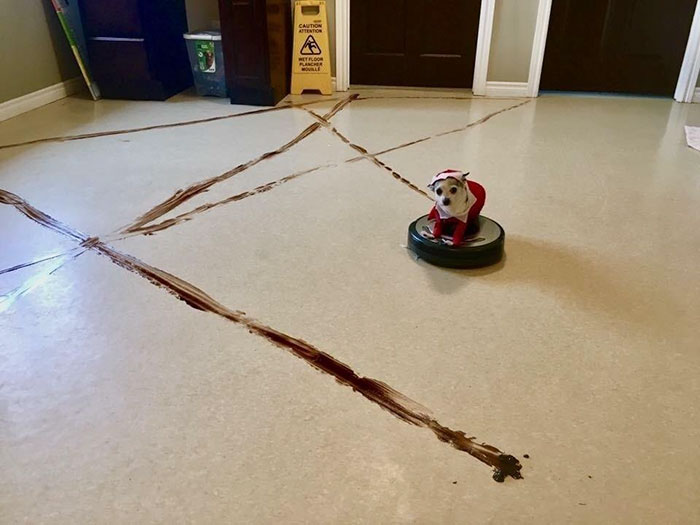 CAUTION
ATTENTION
WET FLOOR
PLANCHER
MOUILLÉ